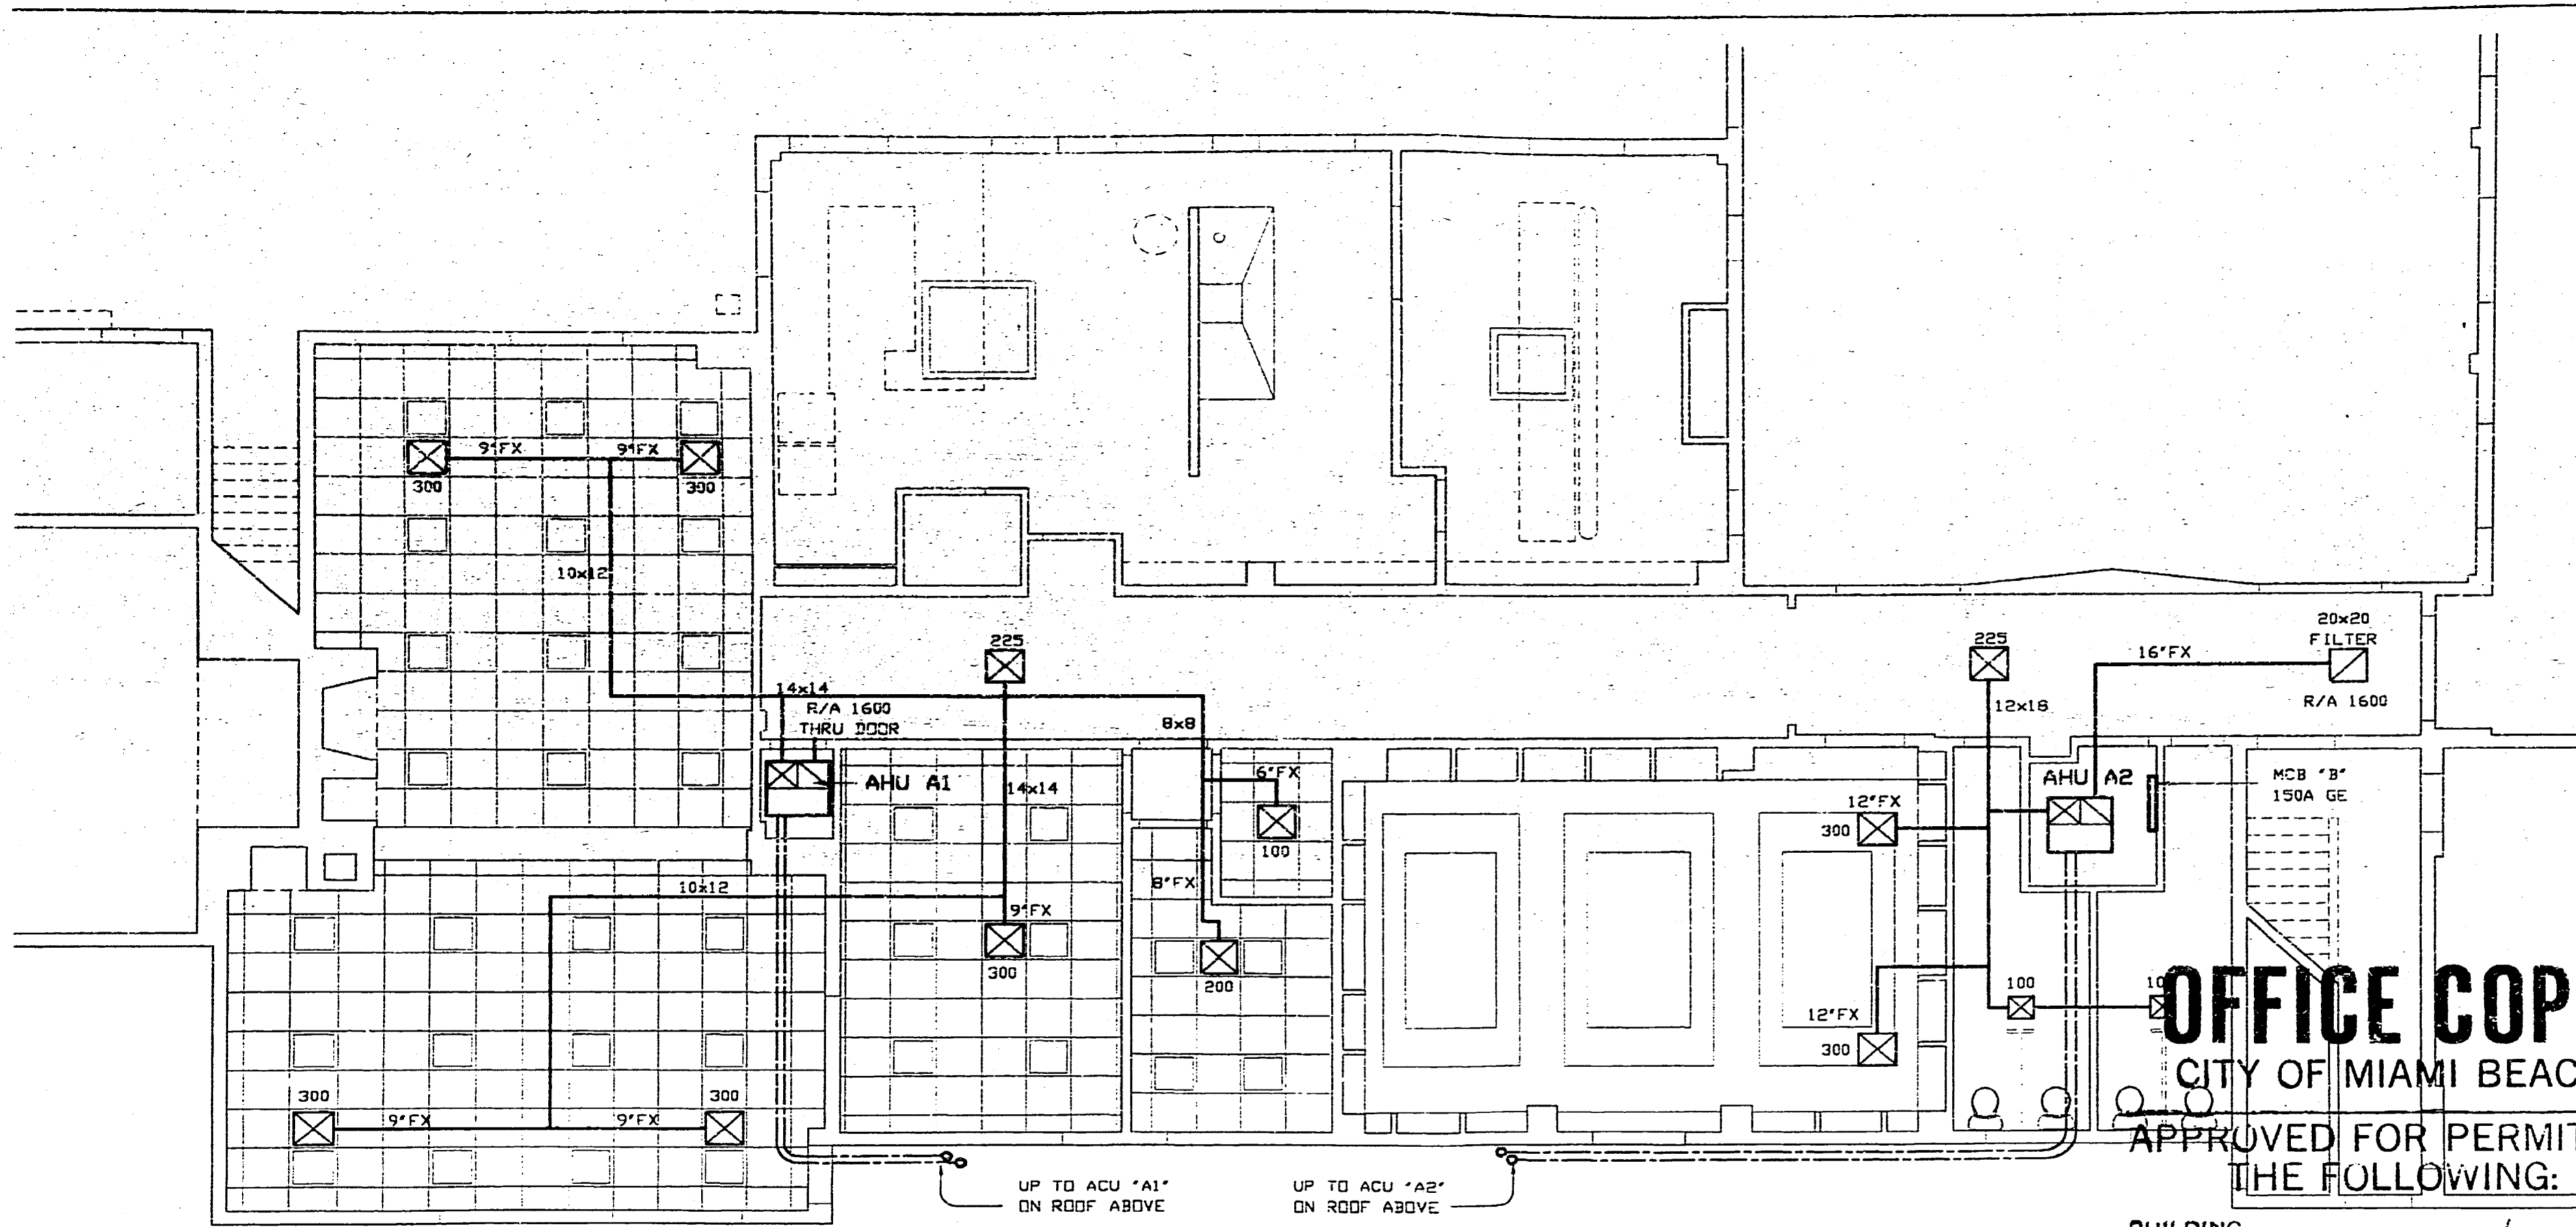 9"FX
9"FX
300
300
10x12
225
14x14
R/A 1600
THRU DOOR
8x8
AHU A1
14x14
6"FX
100
10x12
8"FX
9"FX
300
200
300
300
9"FX
9"FX
UP TO ACU "A1"
ON ROOF ABOVE
UP TO ACU "A2"
ON ROOF ABOVE
225
12x18
16"FX
20x20
FILTER
R/A 1600
AHU A2
MCB "B"
150A GE
12"FX
300
12"FX
300
100
OFFICE COP
CITY OF MIAMI BEAC
APPROVED FOR PERMIT
THE FOLLOWING:
BUILDING